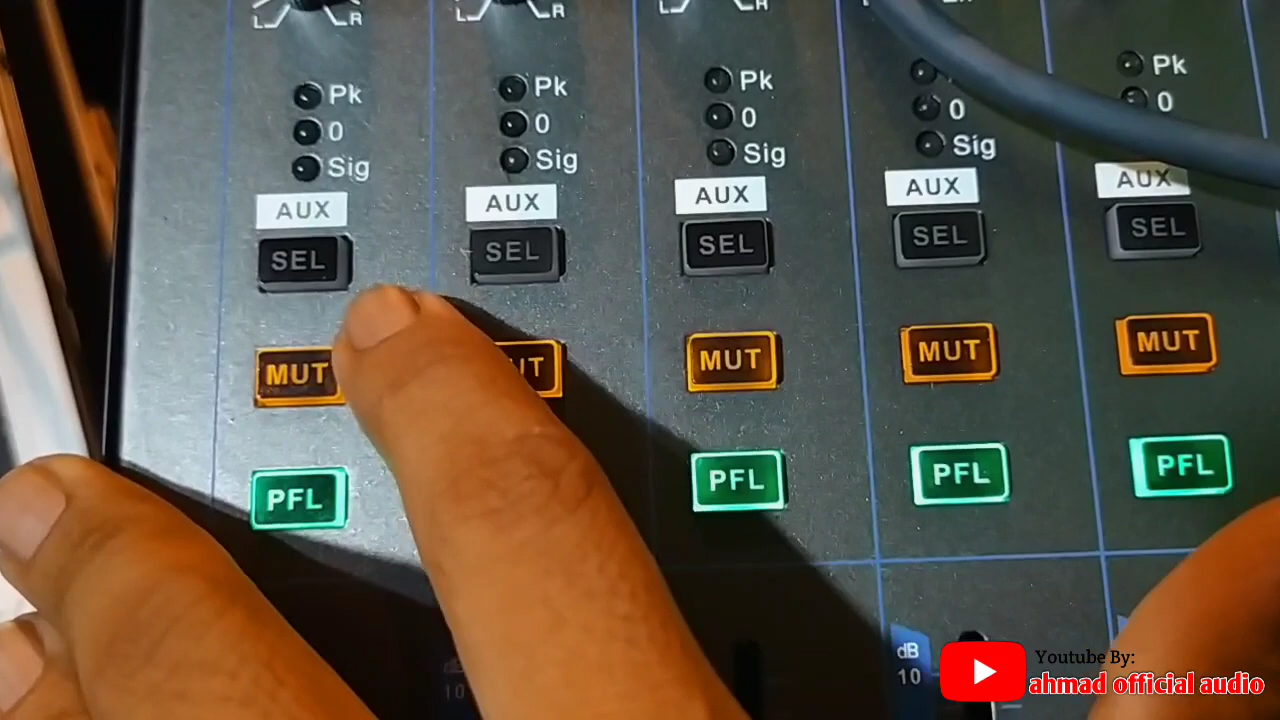 L R L R L R
Pk Pk Pk Pk
0 0 0 0 0
Sig Sig Sig Sig
AUX AUX AUX AUX AUX
SEL SEL SEL SEL SEL
MUT UT MUT MUT MUT
PFL PFL PFL PFL
dB
10 10
Youtube By:
ahmad official audio